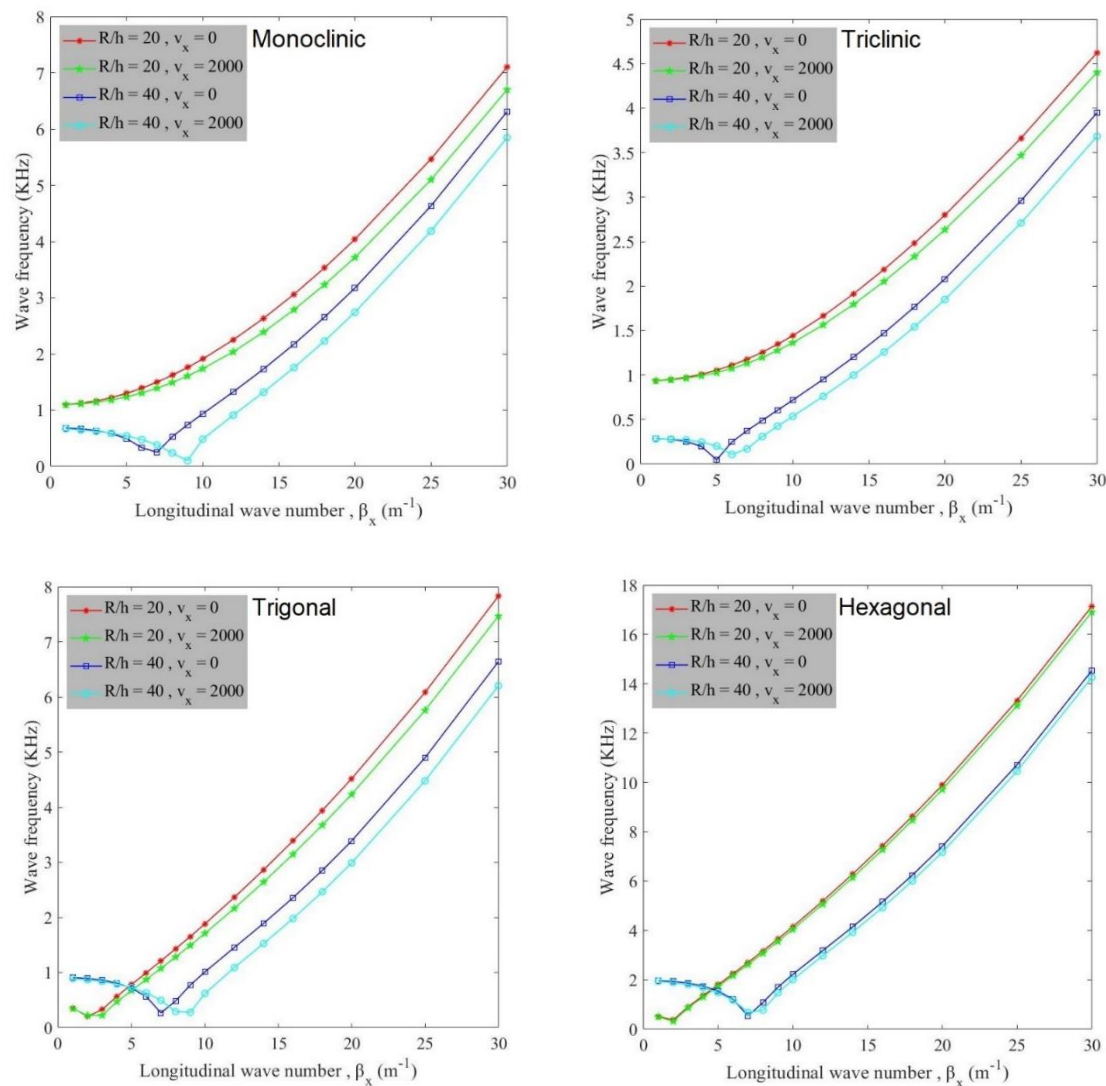 Monoclinic
R/h = 20 , v_x = 0
R/h = 20 , v_x = 2000
R/h = 40 , v_x = 0
R/h = 40 , v_x = 2000
8
7
6
5
4
3
2
1
0
Wave frequency (KHz)
0 5 10 15 20 25 30
Longitudinal wave number , β_x (m^-1)
Triclinic
R/h = 20 , v_x = 0
R/h = 20 , v_x = 2000
R/h = 40 , v_x = 0
R/h = 40 , v_x = 2000
5
4.5
4
3.5
3
2.5
2
1.5
1
0.5
0
Wave frequency (KHz)
0 5 10 15 20 25 30
Longitudinal wave number , β_x (m^-1)
Trigonal
R/h = 20 , v_x = 0
R/h = 20 , v_x = 2000
R/h = 40 , v_x = 0
R/h = 40 , v_x = 2000
8
7
6
5
4
3
2
1
0
Wave frequency (KHz)
0 5 10 15 20 25 30
Longitudinal wave number , β_x (m^-1)
Hexagonal
R/h = 20 , v_x = 0
R/h = 20 , v_x = 2000
R/h = 40 , v_x = 0
R/h = 40 , v_x = 2000
18
16
14
12
10
8
6
4
2
0
Wave frequency (KHz)
0 5 10 15 20 25 30
Longitudinal wave number , β_x (m^-1)